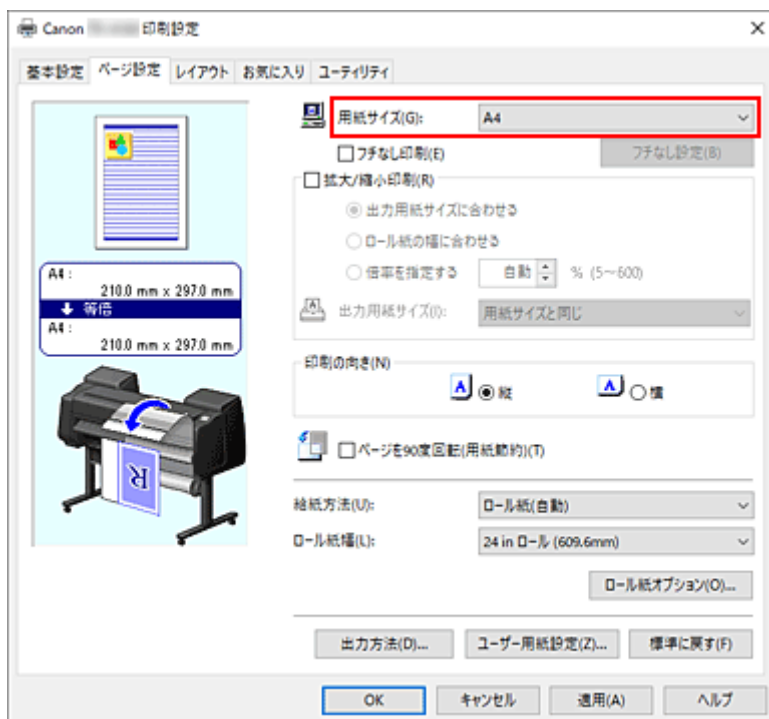 Canon 印刷設定
基本設定 ページ設定 レイアウト お気に入り ユーティリティ
用紙サイズ(G): A4
フチなし印刷(E) フチなし設定(B)
拡大/縮小印刷(R)
出力用紙サイズに合わせる
ロール紙の幅に合わせる
倍率を指定する 自動 % (5~600)
出力用紙サイズ(I): 用紙サイズと同じ
A4 :
210.0 mm x 297.0 mm
等倍
A4 :
210.0 mm x 297.0 mm
印刷の向き(N)
A 縦 A 横
ページを90度回転(用紙節約)(T)
R
給紙方法(U): ロール紙(自動)
ロール紙幅(L): 24 in ロール (609.6mm)
ロール紙オプション(O)...
出力方法(D)... ユーザー用紙設定(Z)... 標準に戻す(F)
OK キャンセル 適用(A) ヘルプ